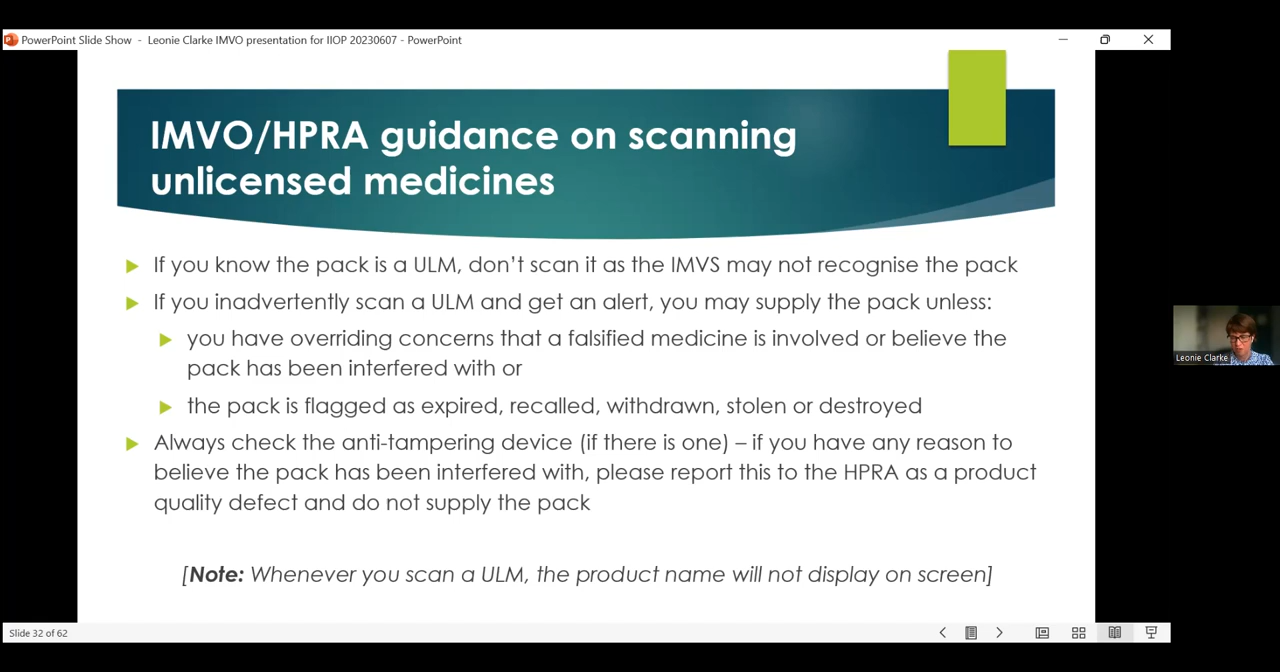 PowerPoint Slide Show - Leonie Clarke IMVO presentation for IIOP 20230607 - PowerPoint
IMVO/HPRA guidance on scanning
unlicensed medicines
If you know the pack is a ULM, don't scan it as the IMVS may not recognise the pack
If you inadvertently scan a ULM and get an alert, you may supply the pack unless:
you have overriding concerns that a falsified medicine is involved or believe the
pack has been interfered with or
the pack is flagged as expired, recalled, withdrawn, stolen or destroyed
Always check the anti-tampering device (if there is one) – if you have any reason to
believe the pack has been interfered with, please report this to the HPRA as a product
quality defect and do not supply the pack
[Note: Whenever you scan a ULM, the product name will not display on screen]
Leonie Clarke
Slide 32 of 62